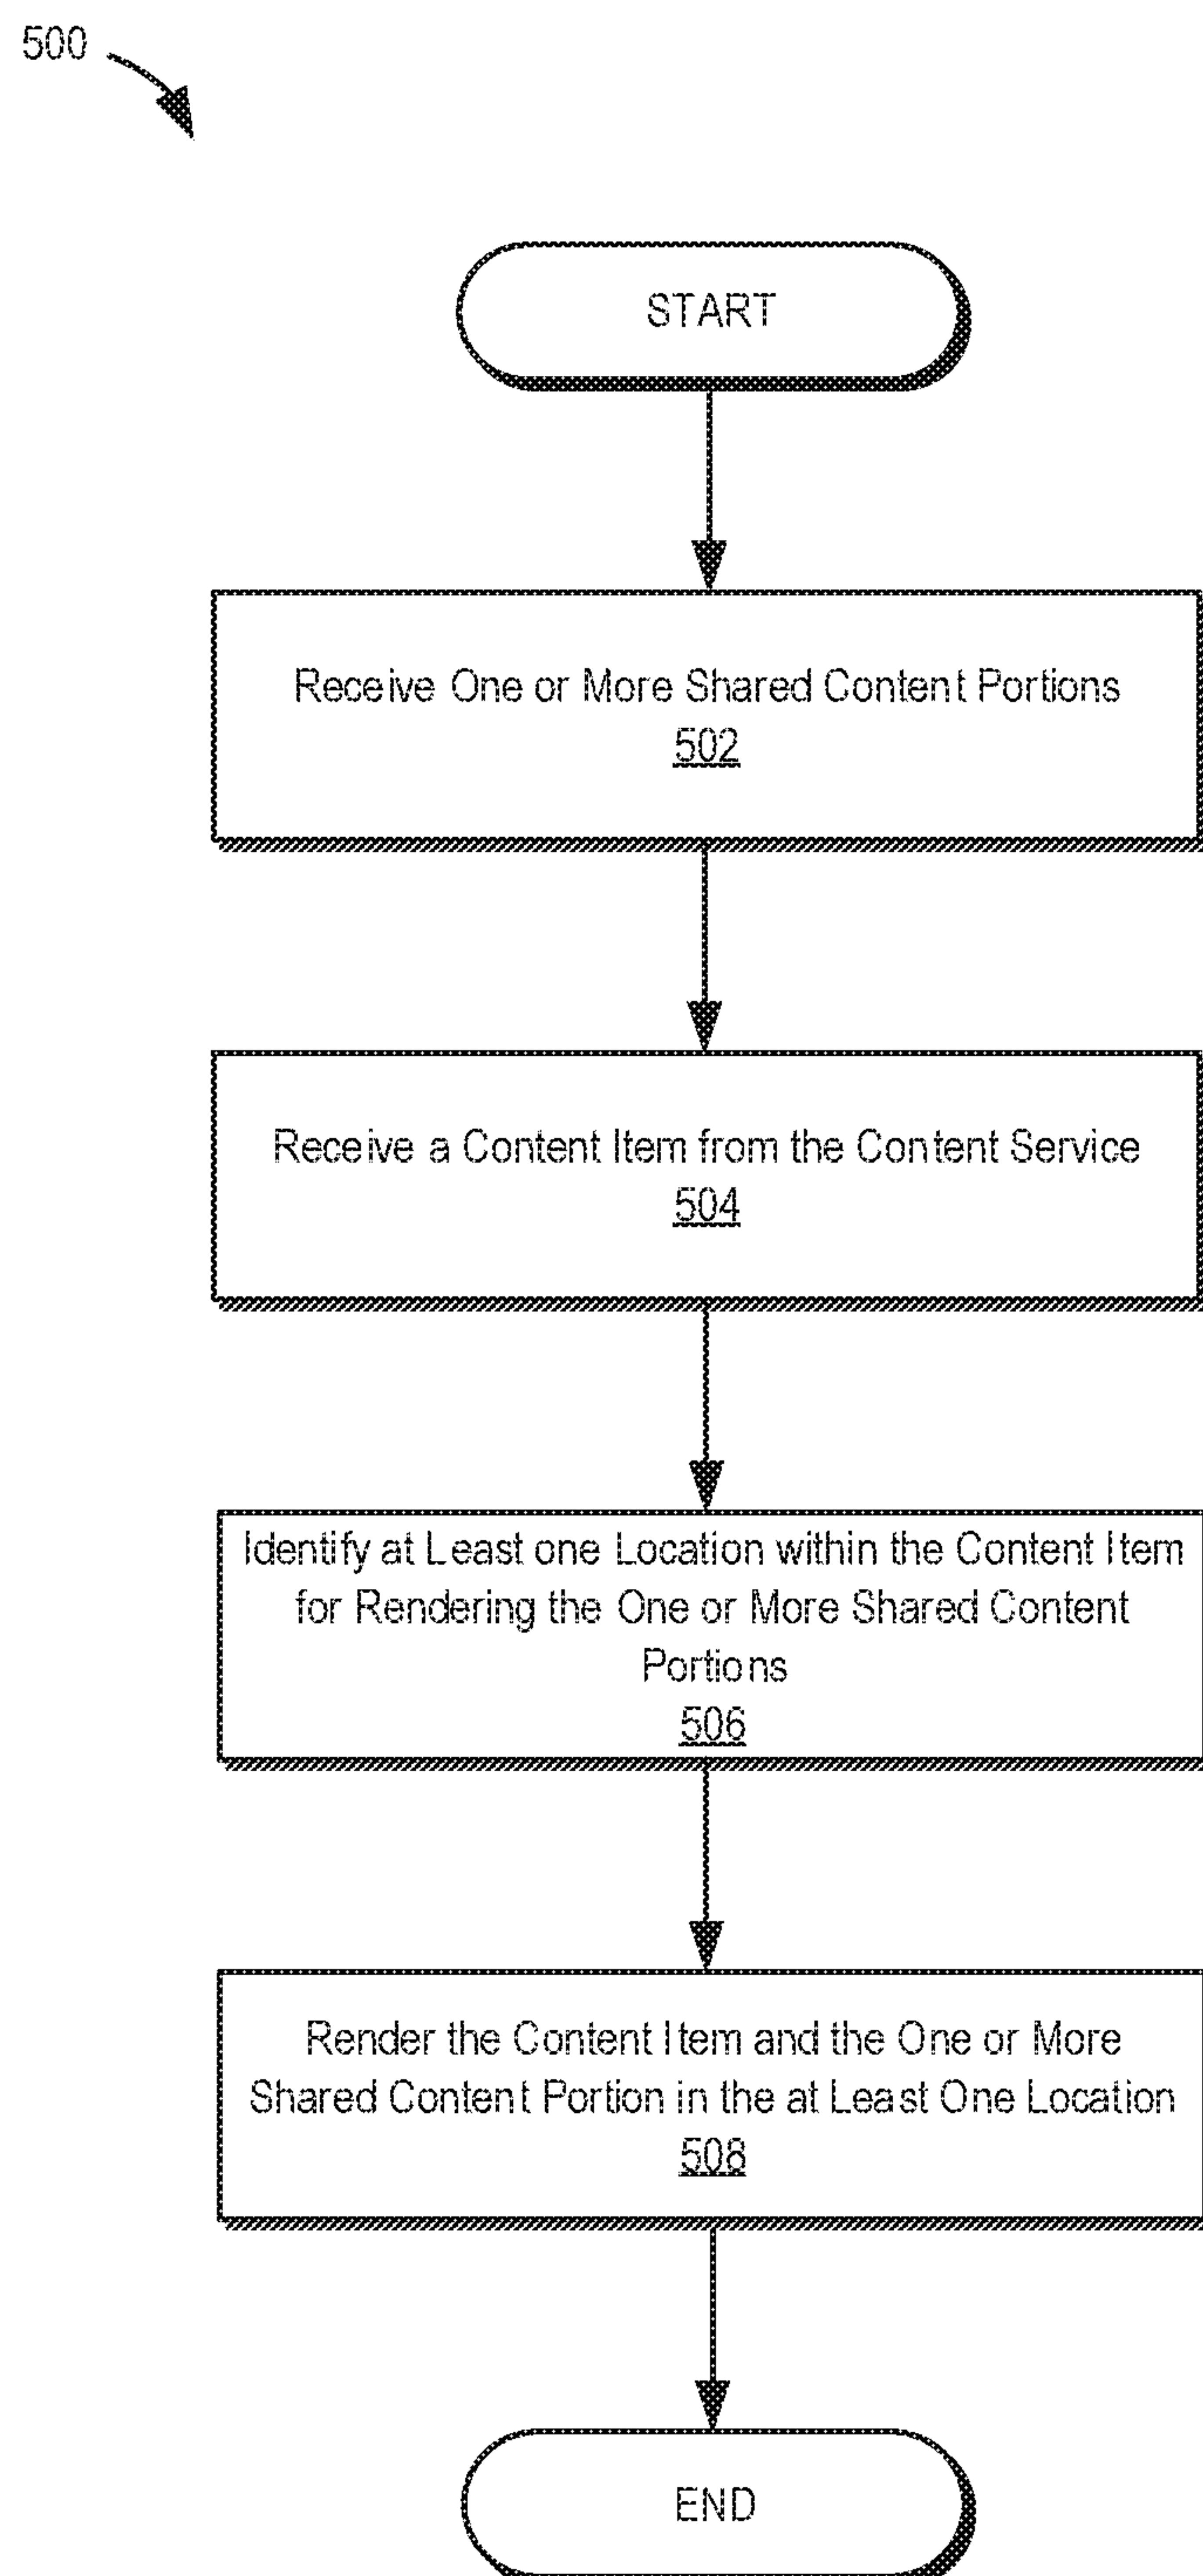 500
START
Receive One or More Shared Content Portions
502
Receive a Content Item from the Content Service
504
Identify at Least one Location within the Content Item
for Rendering the One or More Shared Content
Portions
506
Render the Content Item and the One or More
Shared Content Portion in the at Least One Location
508
END